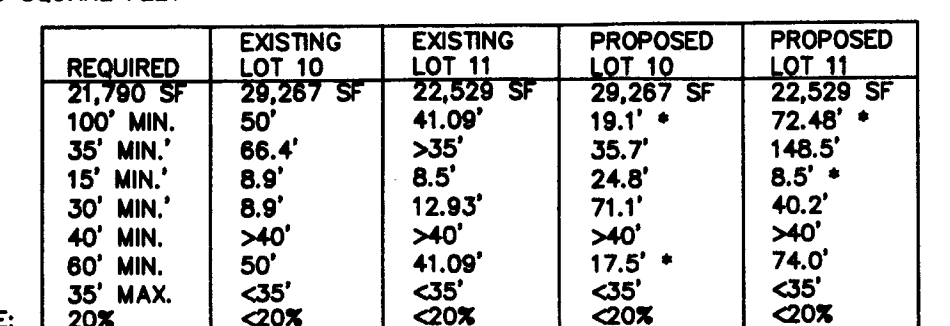 EXISTING EXISTING PROPOSED PROPOSED
REQUIRED LOT 10 LOT 11 LOT 10 LOT 11
21,790 SF 29,267 SF 22,529 SF 29,267 SF 22,529 SF
100' MIN. 50' 41.09' 19.1' * 72.48' *
35' MIN.' 66.4' >35' 35.7' 148.5'
15' MIN.' 8.9' 8.5' 24.8' 8.5' *
30' MIN.' 8.9' 12.93' 71.1' 40.2'
40' MIN. >40' >40' >40' >40'
60' MIN. 50' 41.09' 17.5' * 74.0'
35' MAX. <35' <35' <35' <35'
E: 20% <20% <20% <20% <20%